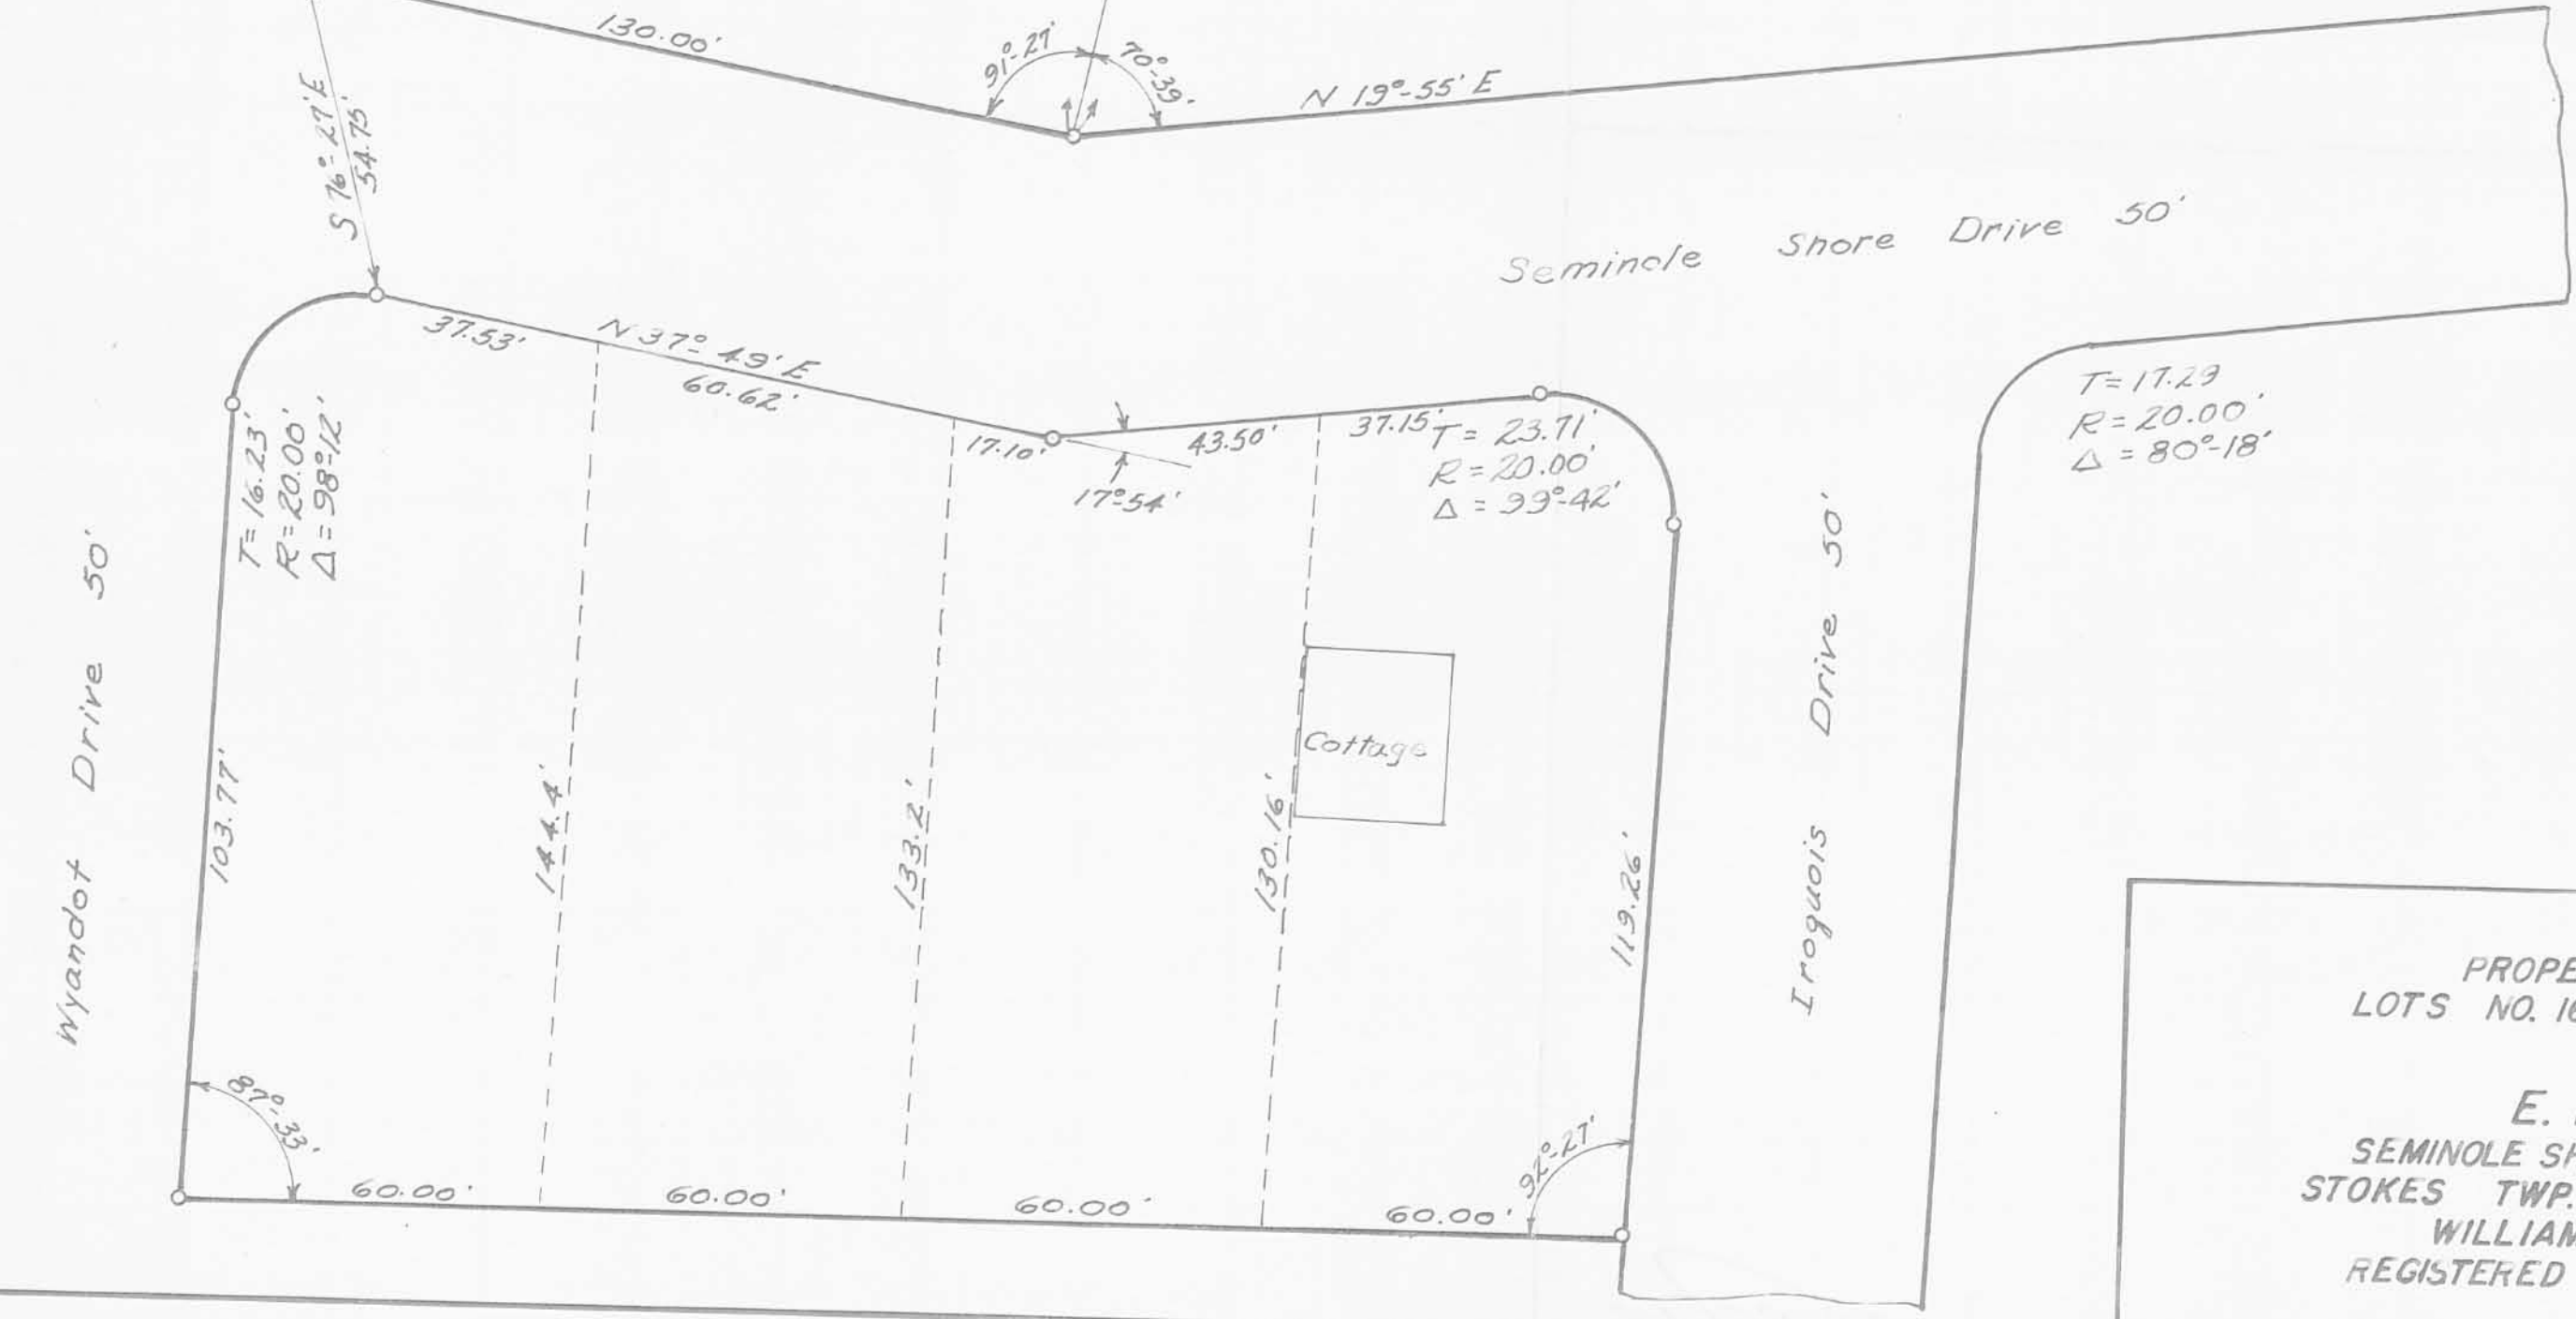 130.00'
91°-27'
70°-39'
N 19°-55' E
S 76°-27' E
54.75'
Seminole Shore Drive 50'
37.53'
N 37°-49' E
60.62'
17.10'
17°-54'
43.50'
37.15'
T = 23.71'
R = 20.00'
Δ = 99°-42'
T = 17.29
R = 20.00'
Δ = 80°-18'
T = 16.23'
R = 20.00'
Δ = 98°-12'
Wyandot Drive 50'
103.77'
144.4'
133.2'
130.16'
Cottage
119.26'
Iroquois Drive 50'
87°-33'
60.00'
60.00'
60.00'
60.00'
92°-27'
PROPE
LOTS NO. 16
E.
SEMINOLE SH
STOKES TWP.
WILLIAM
REGISTERED